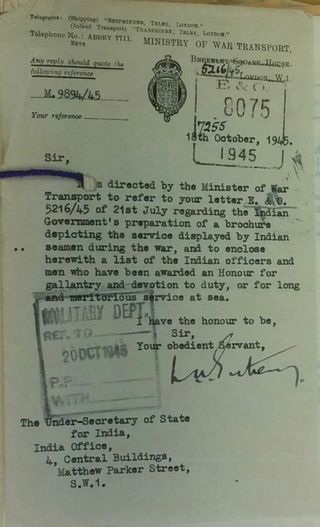 Telegrams: (Shipping) "SHIPMINDER, TELEX, LONDON."
(Inland Transport) "TRANSMINRY, TELEX, LONDON."
Telephone No.: ABBEY 7711.
MINISTRY OF WAR TRANSPORT,
BERKELEY SQUARE HOUSE
Any reply should quote the
following reference
5216/45
LONDON, W.1.
M.9894/45
E & O
8075
Your reference
7255
18th October, 1945.
1945
Sir,
I am directed by the Minister of War
Transport to refer to your letter E. & O.
5216/45 of 21st July regarding the Indian
Government's preparation of a brochure
depicting the service displayed by Indian
seamen during the war, and to enclose
herewith a list of the Indian officers and
men who have been awarded an Honour for
gallantry and devotion to duty, or for long
and meritorious service at sea.
I have the honour to be,
Sir,
Your obedient Servant,
MILITARY DEPT.
REF. TO
20 OCT 1945
P.P.
WITH
The Under-Secretary of State
for India,
India Office,
4, Central Buildings,
Matthew Parker Street,
S.W.1.